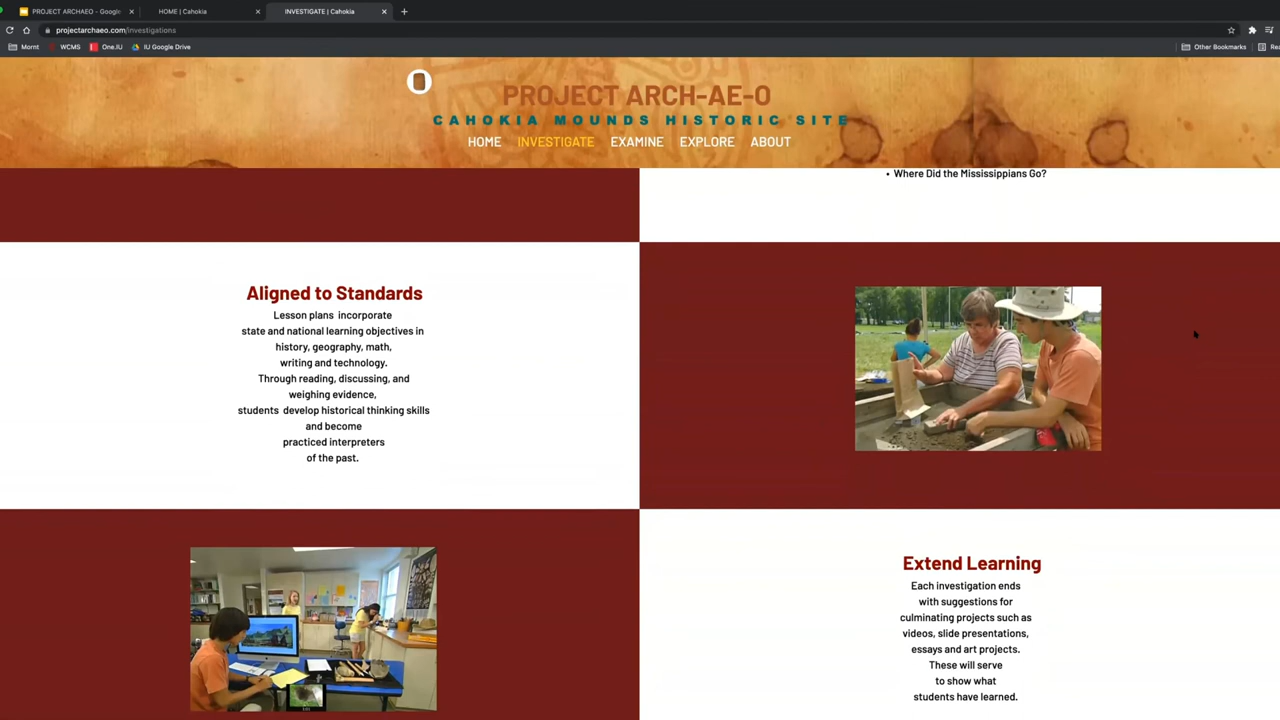 PROJECT ARCHAEO - Google
HOME | Cahokia
INVESTIGATE | Cahokia
projectarchaeo.com/investigations
Mornt
WCMS
One.IU
IU Google Drive
Other Bookmarks
Rea
PROJECT ARCH-AE-O
CAHOKIA MOUNDS HISTORIC SITE
HOME INVESTIGATE EXAMINE EXPLORE ABOUT
• Where Did the Mississippians Go?
Aligned to Standards
Lesson plans incorporate
state and national learning objectives in
history, geography, math,
writing and technology.
Through reading, discussing, and
weighing evidence,
students develop historical thinking skills
and become
practiced interpreters
of the past.
Extend Learning
Each investigation ends
with suggestions for
culminating projects such as
videos, slide presentations,
essays and art projects.
These will serve
to show what
students have learned.